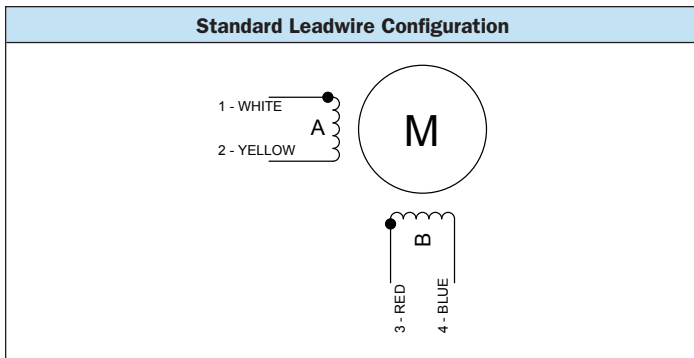 Standard Leadwire Configuration
1 - WHITE
A
2 - YELLOW
M
B
3 - RED
4 - BLUE